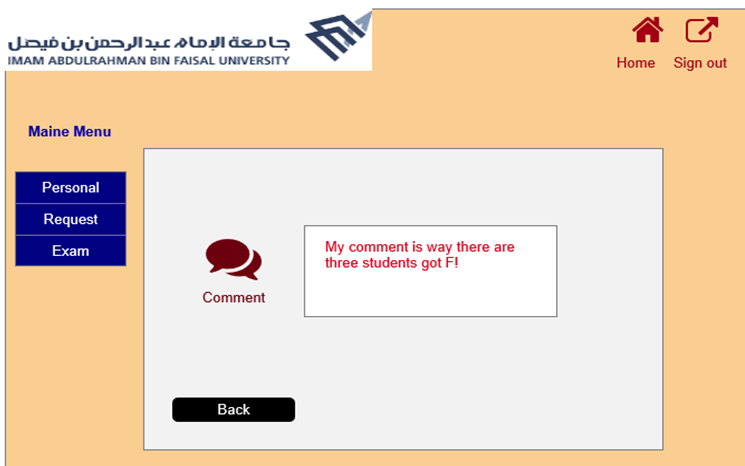 جامعة الإمام عبدالرحمن بن فيصل
IMAM ABDULRAHMAN BIN FAISAL UNIVERSITY
Home
Sign out
Maine Menu
Personal
Request
Exam
My comment is way there are
three students got F!
Comment
Back